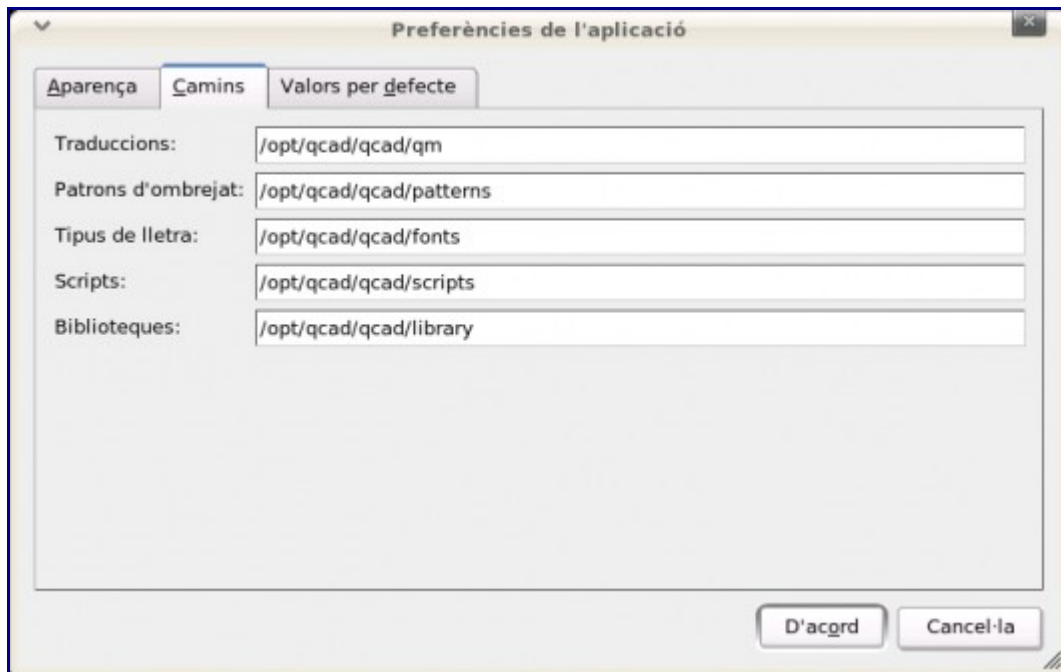 Preferències de l'aplicació
Aparença Camins Valors per defecte
Traduccions: /opt/qcad/qcad/qm
Patrons d'ombrejat: /opt/qcad/qcad/patterns
Tipus de lletra: /opt/qcad/qcad/fonts
Scripts: /opt/qcad/qcad/scripts
Biblioteques: /opt/qcad/qcad/library
D'acord Cancel·la